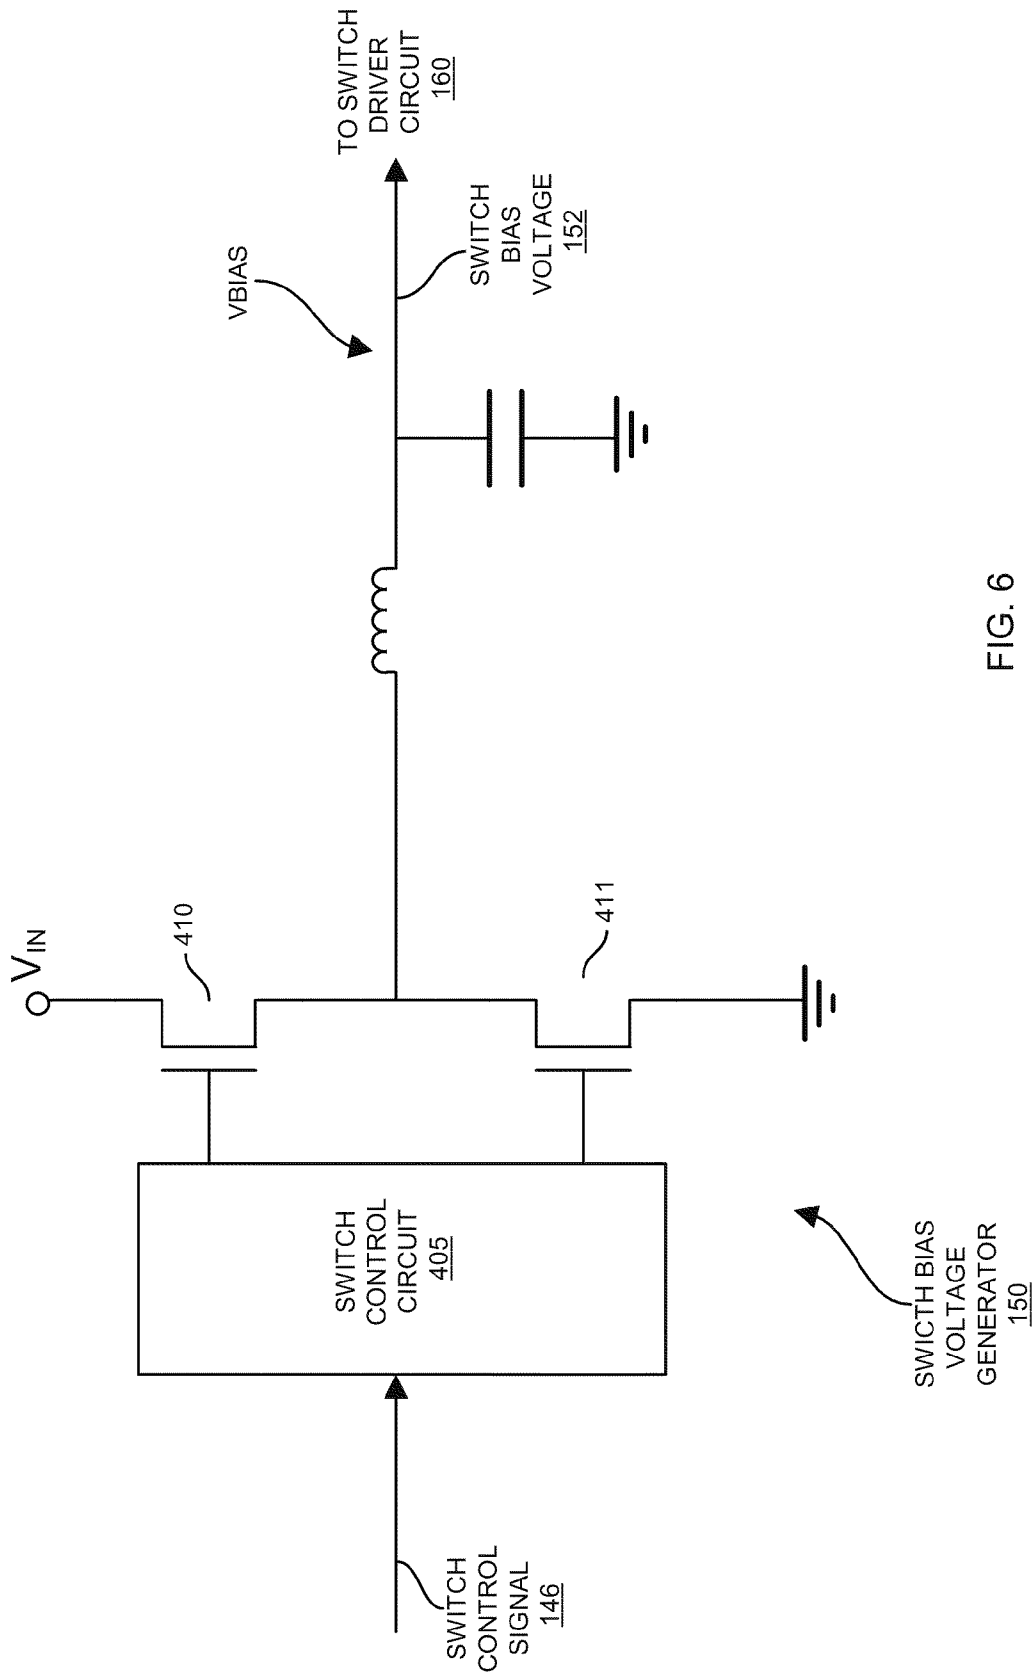 V_IN
410
411
SWITCH
CONTROL
CIRCUIT
405
SWITCH
CONTROL
SIGNAL
146
VBIAS
TO SWITCH
DRIVER
CIRCUIT
160
SWITCH
BIAS
VOLTAGE
152
SWICTH BIAS
VOLTAGE
GENERATOR
150
FIG. 6